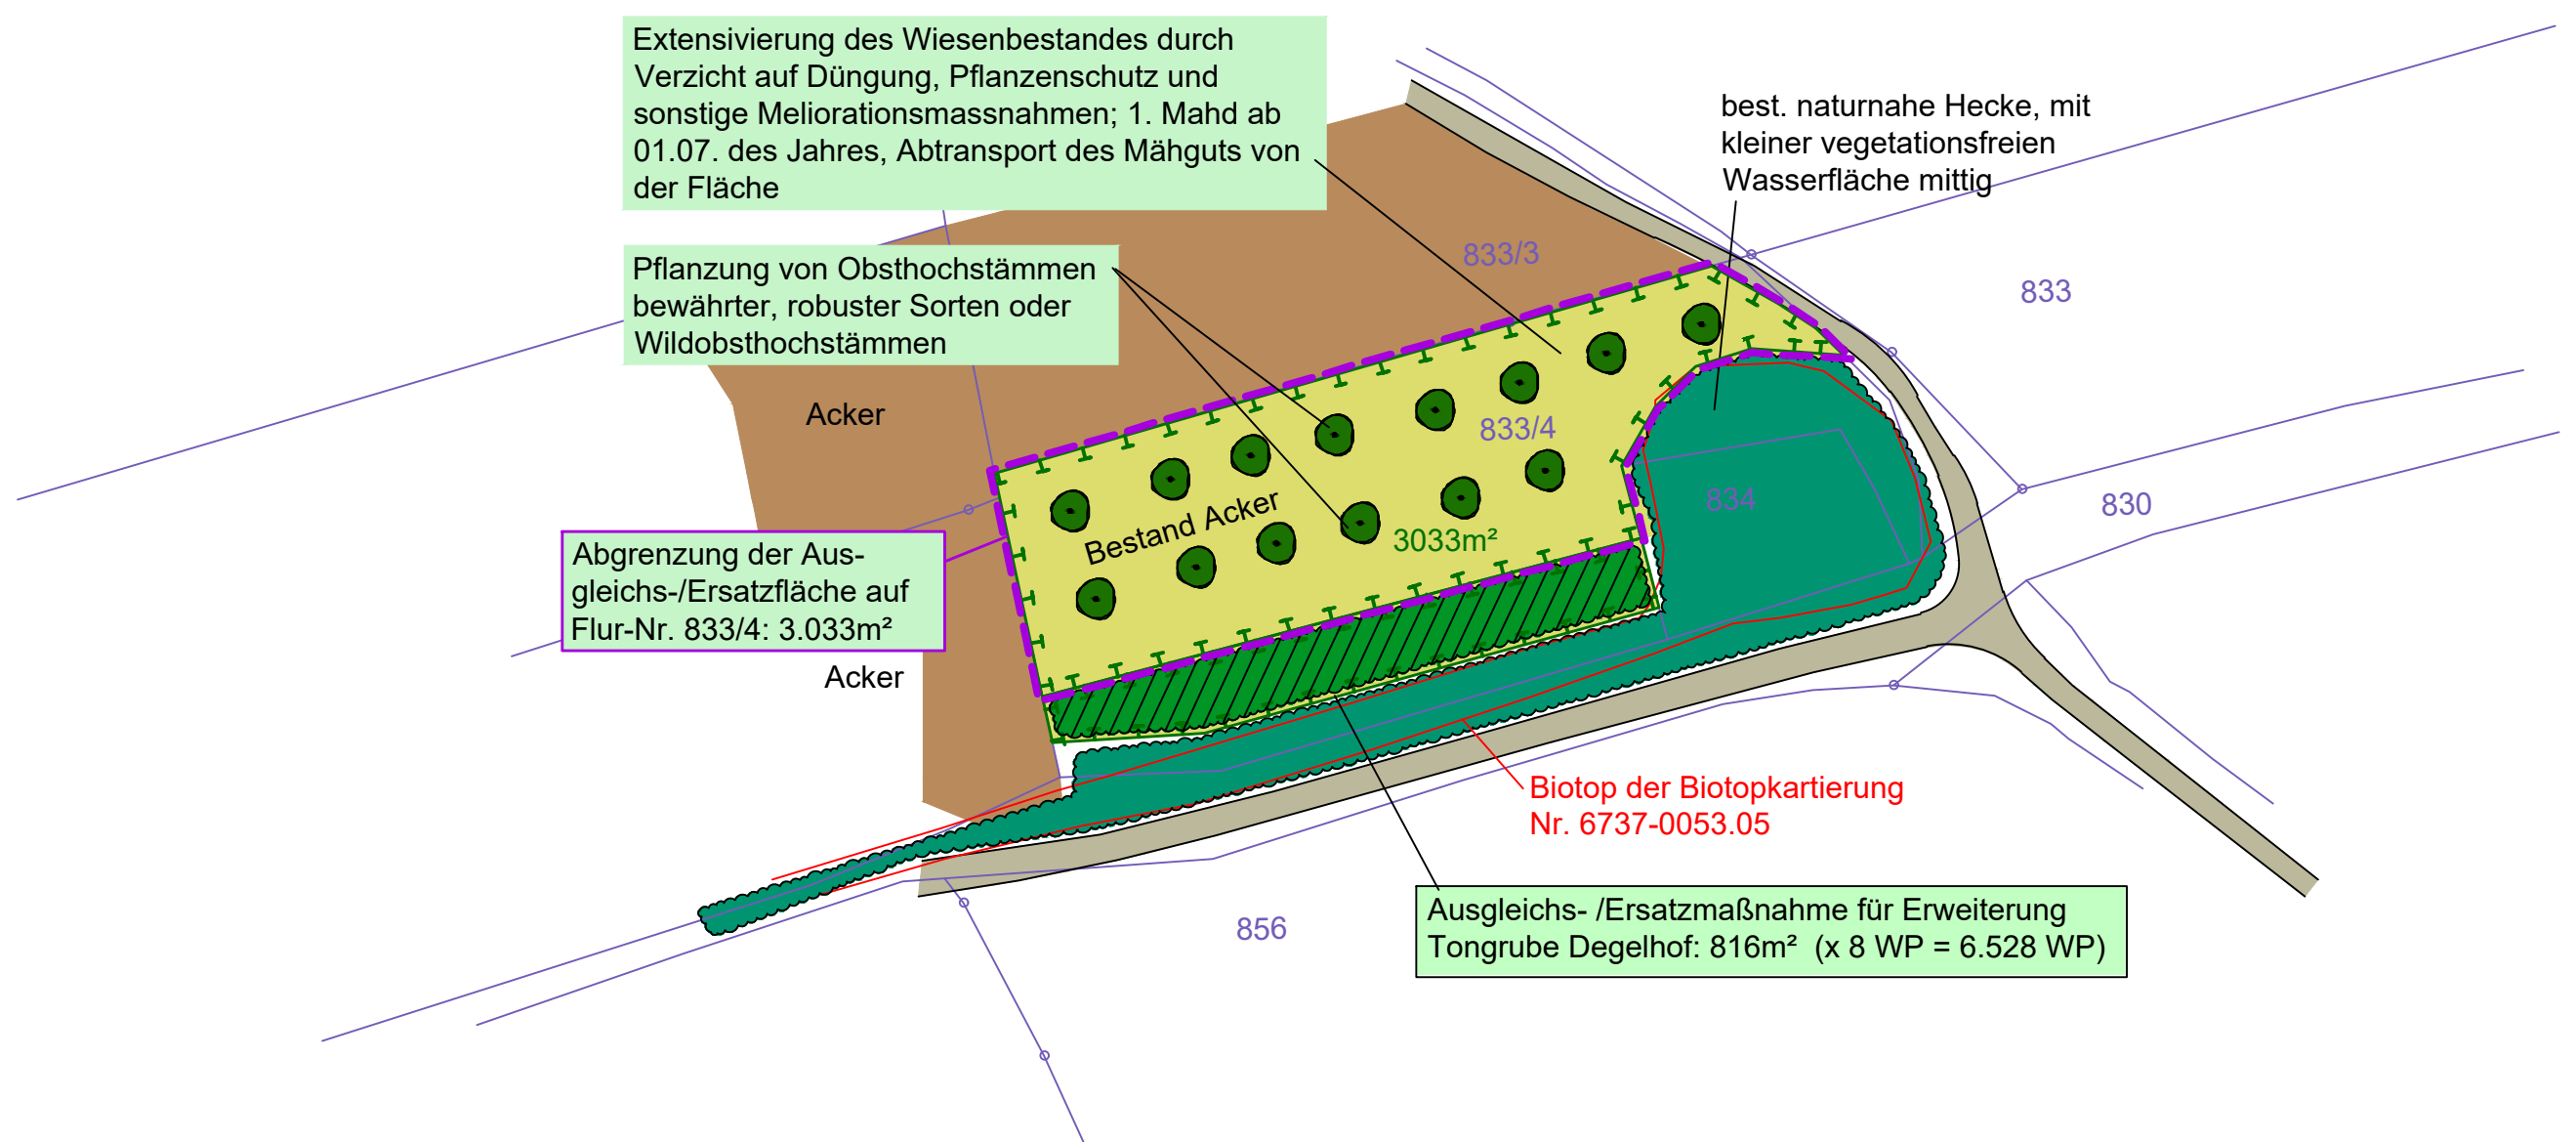 Extensivierung des Wiesenbestandes durch
Verzicht auf Düngung, Pflanzenschutz und
sonstige Meliorationsmassnahmen; 1. Mahd ab
01.07. des Jahres, Abtransport des Mähguts von
der Fläche
best. naturnahe Hecke, mit
kleiner vegetationsfreien
Wasserfläche mittig
Pflanzung von Obsthochstämmen
bewährter, robuster Sorten oder
Wildobsthochstämmen
833/3
833
Acker
833/4
834
830
Bestand Acker
3033m²
Abgrenzung der Aus-
gleichs-/Ersatzfläche auf
Flur-Nr. 833/4: 3.033m²
Acker
Biotop der Biotopkartierung
Nr. 6737-0053.05
856
Ausgleichs- /Ersatzmaßnahme für Erweiterung
Tongrube Degelhof: 816m² (x 8 WP = 6.528 WP)